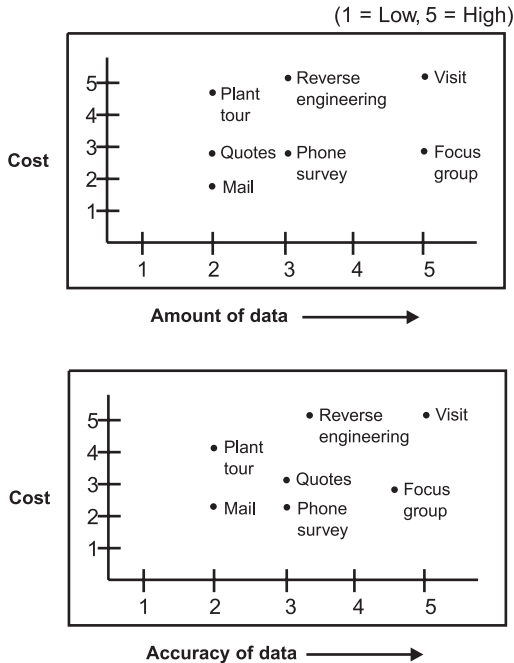 (1 = Low, 5 = High)
5
4
3
2
1
Cost
Plant
tour
Reverse
engineering
Visit
Quotes
Phone
survey
Focus
group
Mail
1 2 3 4 5
Amount of data
5
4
3
2
1
Cost
Reverse
engineering
Visit
Plant
tour
Quotes
Focus
group
Mail
Phone
survey
1 2 3 4 5
Accuracy of data